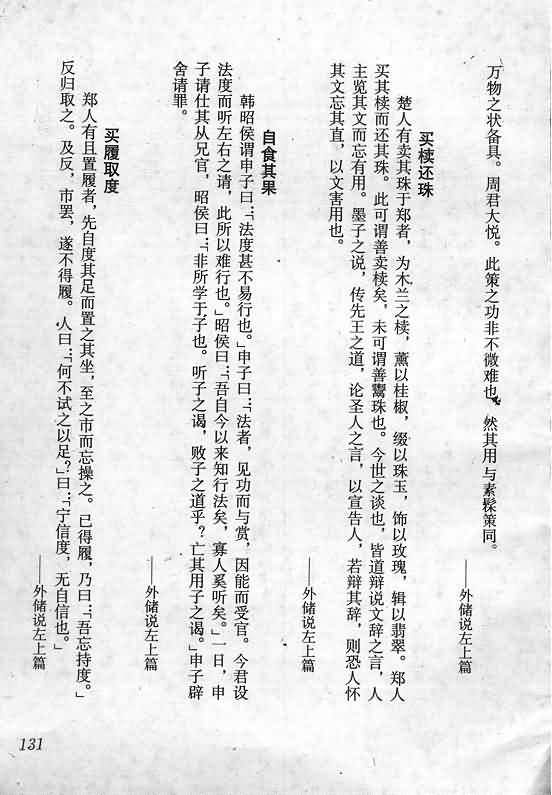 万物之状备具。周君大悦。此策之功非不微难也，然其用与素髹策同。
——外储说左上篇
买椟还珠
楚人有卖其珠于郑者，为木兰之椟，薰以桂椒，缀以珠玉，饰以玫瑰，辑以翡翠。郑人
买其椟而还其珠。此可谓善卖椟矣，未可谓善鬻珠也。今世之谈也，皆道辩说文辞之言，人
主览其文而忘有用。墨子之说，传先王之道，论圣人之言，以宣告人，若辩其辞，则恐人怀
其文忘其直，以文害用也。
——外储说左上篇
自食其果
韩昭侯谓申子曰：“法度甚不易行也。”申子曰：“法者，见功而与赏，因能而受官。今君设
法度而听左右之请，此所以难行也。”昭侯曰：“吾自今以来知行法矣，寡人奚听矣。”一日，申
子请仕其从兄官，昭侯曰：“非所学于子也。听子之谒，败子之道乎？亡其用子之谒。”申子辟
舍请罪。
——外储说左上篇
买履取度
郑人有且置履者，先自度其足而置之其坐，至之市而忘操之。已得履，乃曰：“吾忘持度。”
反归取之。及反，市罢，遂不得履。人曰：“何不试之以足？”曰：“宁信度，无自信也。”
——外储说左上篇
131